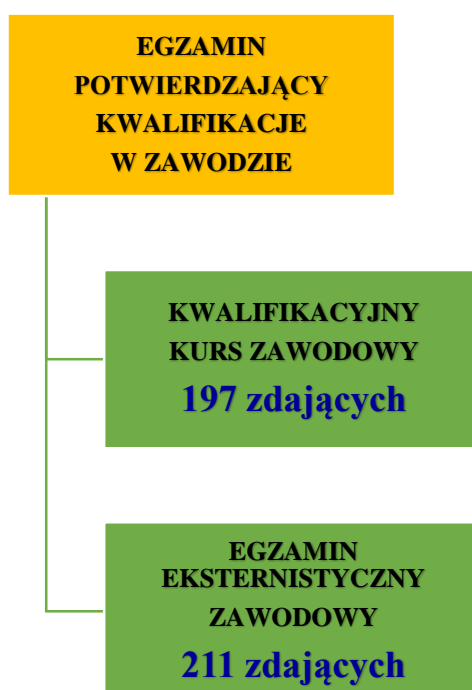 EGZAMIN
POTWIERDZAJĄCY
KWALIFIKACJE
W ZAWODZIE
KWALIFIKACYJNY
KURS ZAWODOWY
197 zdających
EGZAMIN
EKSTERNISTYCZNY
ZAWODOWY
211 zdających